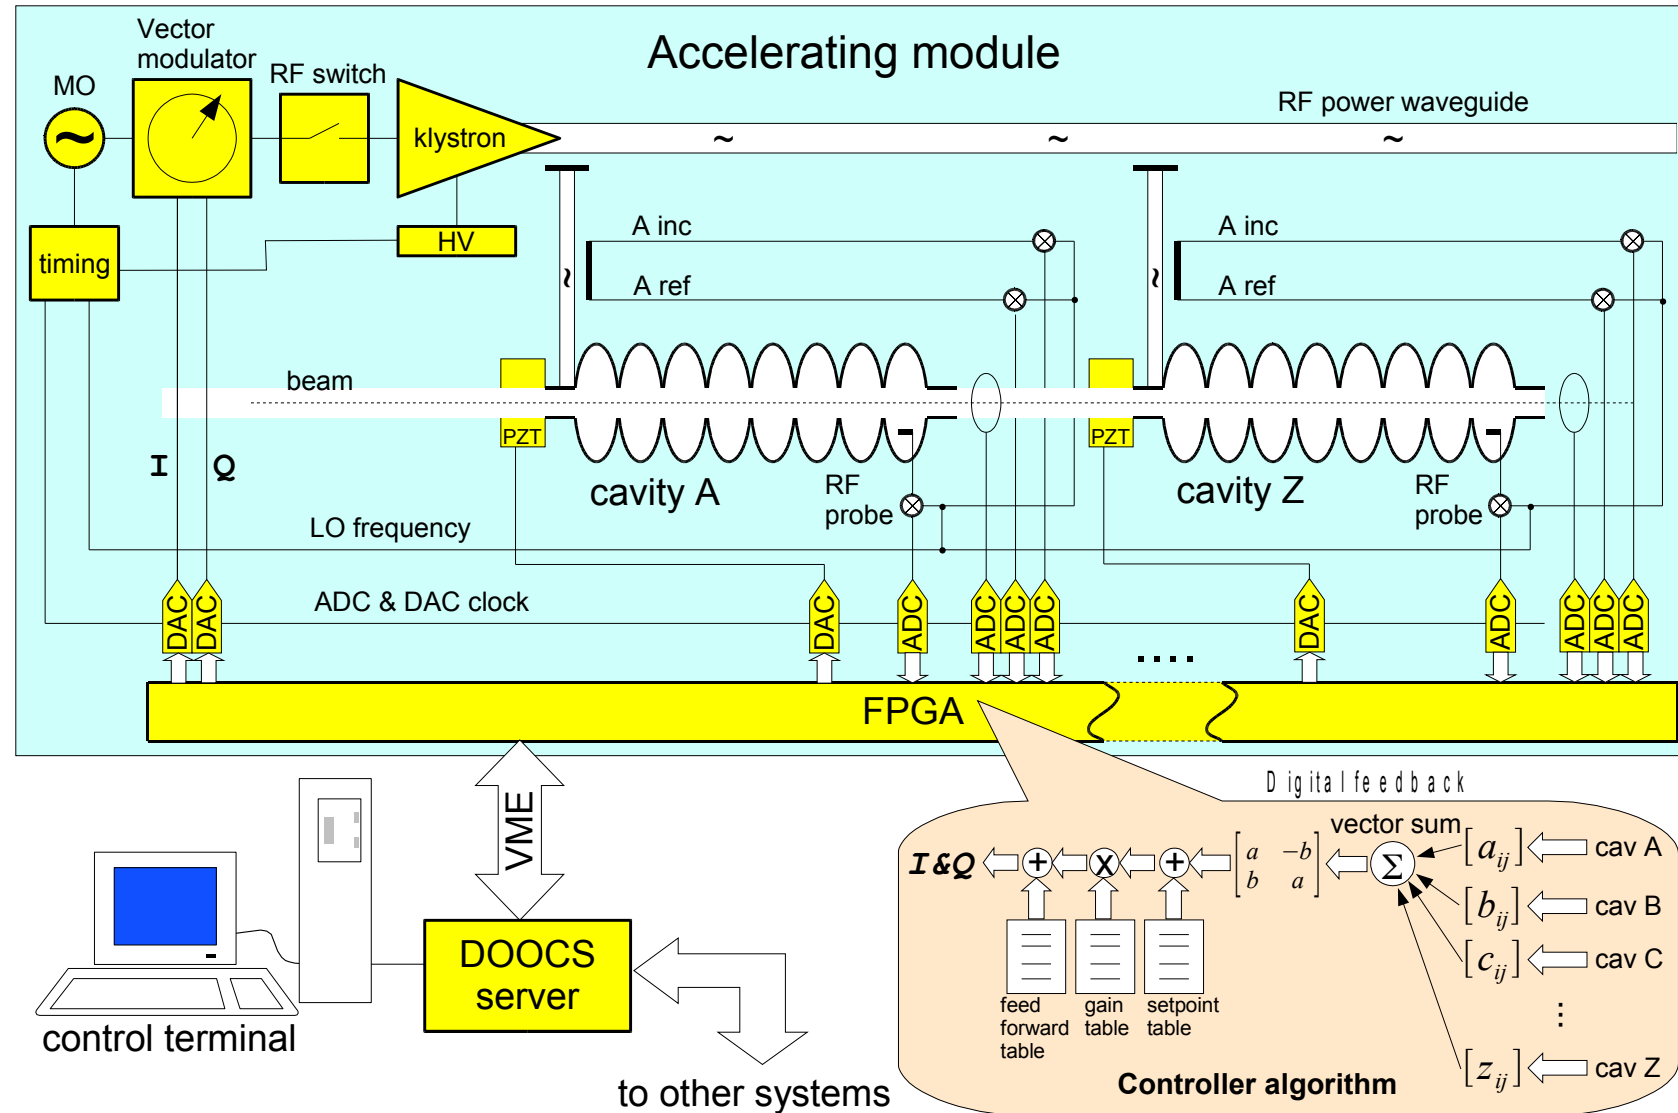 Accelerating module
Vector
modulator
RF switch
MO
klystron
RF power waveguide
~
~
~
~
timing
HV
A inc
A ref
~
A inc
A ref
~
beam
PZT
PZT
I Q
cavity A
RF
probe
cavity Z
RF
probe
LO frequency
ADC & DAC clock
DAC
DAC
DAC
ADC
ADC
ADC
ADC
....
DAC
ADC
ADC
ADC
ADC
FPGA
Digital feedback
VME
vector sum
I&Q
+
x
+
[a −b
b a]
Σ
[a_ij] cav A
[b_ij] cav B
[c_ij] cav C
⋮
[z_ij] cav Z
feed
forward
table
gain
table
setpoint
table
Controller algorithm
DOOCS
server
control terminal
to other systems